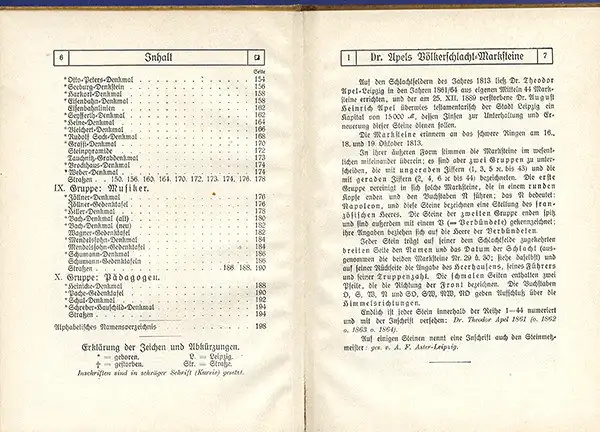 6 Inhalt
Seite
*Otto-Peters-Denkmal 154
*Seeburg-Denkstein 156
*Harkort-Denkmal 158
*Eisenbahn-Denkmal 158
Eisenbahnlinien 162
*Seyfferth-Denkmal 162
*Heine-Denkmal 164
*Bleichert-Denkmal 166
*Rudolf Sack-Denkmal 168
*Grassi-Denkmal 170
Steinpyramide 172
Tauchnitz-Grabdenkmal 173
*Brockhaus-Denkmal 174
*Weber-Denkmal 174
Straßen 150. 156. 160. 164. 170. 172. 173. 174. 176. 178
IX. Gruppe: Musiker.
*Zöllner-Denkmal 176
*Zöllner-Gedenktafel 176
*Hiller-Denkmal 178
*Bach-Denkmal (alt) 180
*Bach-Denkmal (neu) 182
Wagner-Gedenktafel 182
*Mendelssohn-Denkmal 184
Mendelssohn-Gedenktafel 184
*Schumann-Denkmal 186
Schumann-Gedenktafeln 186
Straßen 186. 188. 190
X. Gruppe: Pädagogen.
*Heinicke-Denkmal 188
*Pache-Gedenktafel 190
*Schul-Denkmal 192
*Schreber-Hauschild-Denkmal 194
Straßen 194
Alphabetisches Namensverzeichnis 198
Erklärung der Zeichen und Abkürzungen.
* = geboren. L. = Leipzig.
† = gestorben. Str. = Straße.
Inschriften sind in schräger Schrift (Kursiv) gesetzt.
1 Dr. Apels Völkerschlacht-Marksteine 7
Auf den Schlachtfeldern des Jahres 1813 ließ Dr. Theodor
Apel-Leipzig in den Jahren 1861/64 aus eigenen Mitteln 44 Mark-
steine errichten, und der am 25. XII. 1889 verstorbene Dr. August
Heinrich Apel überwies testamentarisch der Stadt Leipzig ein
Kapital von 15000 ℳ, dessen Zinsen zur Unterhaltung und Er-
neuerung dieser Steine dienen sollen.
Die Marksteine erinnern an das schwere Ringen am 16.,
18. und 19. Oktober 1813.
In ihrer äußeren Form stimmen die Marksteine im wesent-
lichen miteinander überein; es sind aber zwei Gruppen zu unter-
scheiden, die mit ungeraden Ziffern (1, 3, 5 ꝛc. bis 43) und die
mit geraden Ziffern (2, 4, 6 ꝛc. bis 44) bezeichneten. Die erste
Gruppe vereinigt in sich solche Marksteine, die in einem runden
Kopfe enden und den Buchstaben N führen; das N bedeutet:
Napoleon, und diese Steine bezeichnen eine Stellung des fran-
zösischen Heeres. Die Steine der zweiten Gruppe enden spitz
und sind außerdem mit einem V (= Verbündete) gekennzeichnet;
ihre Angaben beziehen sich auf die Heere der Verbündeten.
Jeder Stein trägt auf seiner dem Schlachtfelde zugekehrten
breiten Seite den Namen und das Datum der Schlacht (aus-
genommen die beiden Marksteine Nr. 29 & 30; siehe daselbst) und
auf seiner Rückseite die Angabe des Heerhaufens, seines Führers
und seiner Truppenzahl. Die schmalen Seiten enthalten zwei
Pfeile, die die Richtung der Front bezeichnen. Die Buchstaben
O, S, W, N und SO, SW, NW, NO geben Aufschluß über die
Himmelsrichtungen.
Endlich ist jeder Stein innerhalb der Reihe 1—44 numeriert
und mit der Inschrift versehen: Dr. Theodor Apel 1861 (o. 1862
o. 1863 o. 1864).
Auf einigen Steinen nennt eine Inschrift auch den Steinmetz-
meister: gez. v. A. F. Aster-Leipzig.